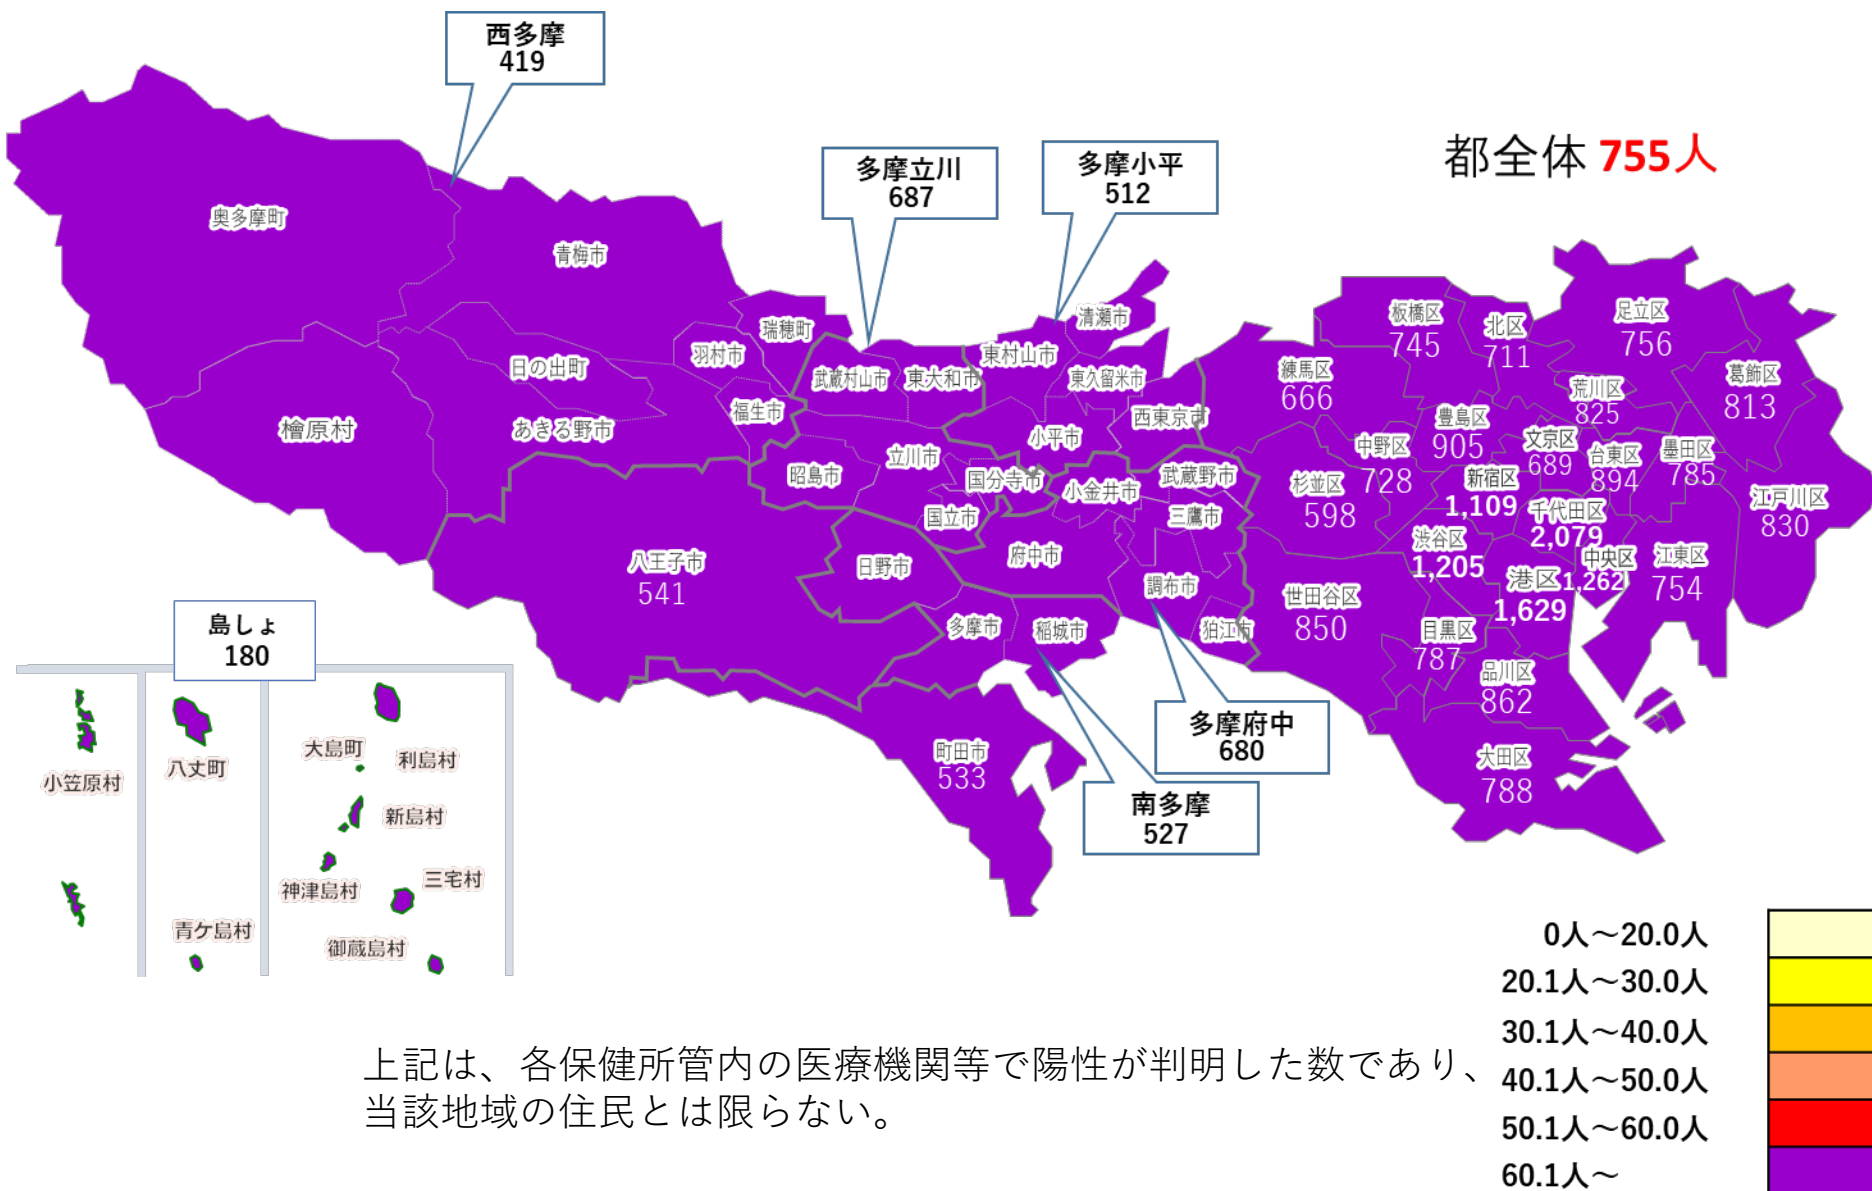 西多摩
419
多摩立川
687
多摩小平
512
都全体 755人
奥多摩町
青梅市
瑞穂町
羽村市
日の出町
福生市
あきる野市
檜原村
武蔵村山市
東大和市
東村山市
清瀬市
東久留米市
西東京市
小平市
立川市
昭島市
国分寺市
国立市
小金井市
武蔵野市
三鷹市
府中市
調布市
狛江市
日野市
八王子市
541
多摩市
稲城市
町田市
533
板橋区
745
北区
711
足立区
756
葛飾区
813
練馬区
666
豊島区
905
荒川区
825
中野区
728
文京区
689
台東区
894
墨田区
785
江戸川区
830
杉並区
598
新宿区
1,109
千代田区
2,079
渋谷区
1,205
港区
1,629
中央区
1,262
江東区
754
世田谷区
850
目黒区
787
品川区
862
大田区
788
多摩府中
680
南多摩
527
島しょ
180
小笠原村
八丈町
青ケ島村
大島町
利島村
新島村
神津島村
三宅村
御蔵島村
上記は、各保健所管内の医療機関等で陽性が判明した数であり、
当該地域の住民とは限らない。
0人～20.0人
20.1人～30.0人
30.1人～40.0人
40.1人～50.0人
50.1人～60.0人
60.1人～